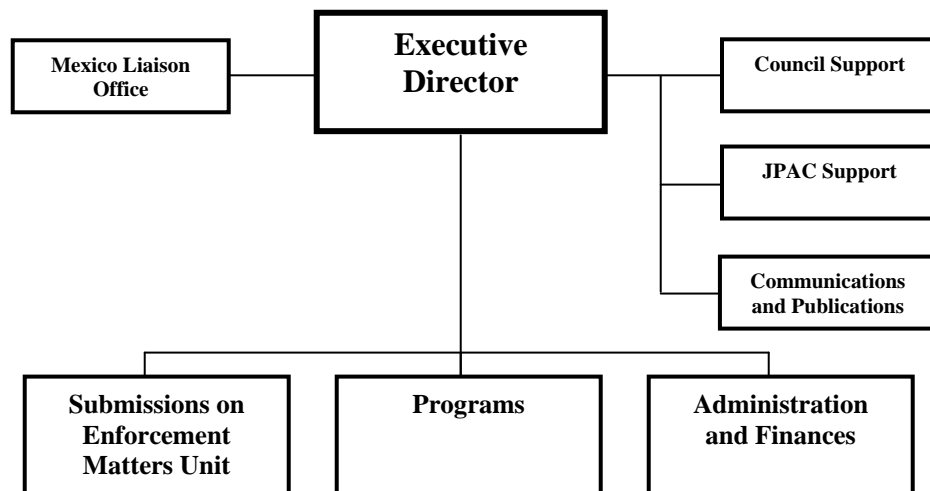 Executive
Director
Mexico Liaison
Office
Council Support
JPAC Support
Communications
and Publications
Submissions on
Enforcement
Matters Unit
Programs
Administration
and Finances